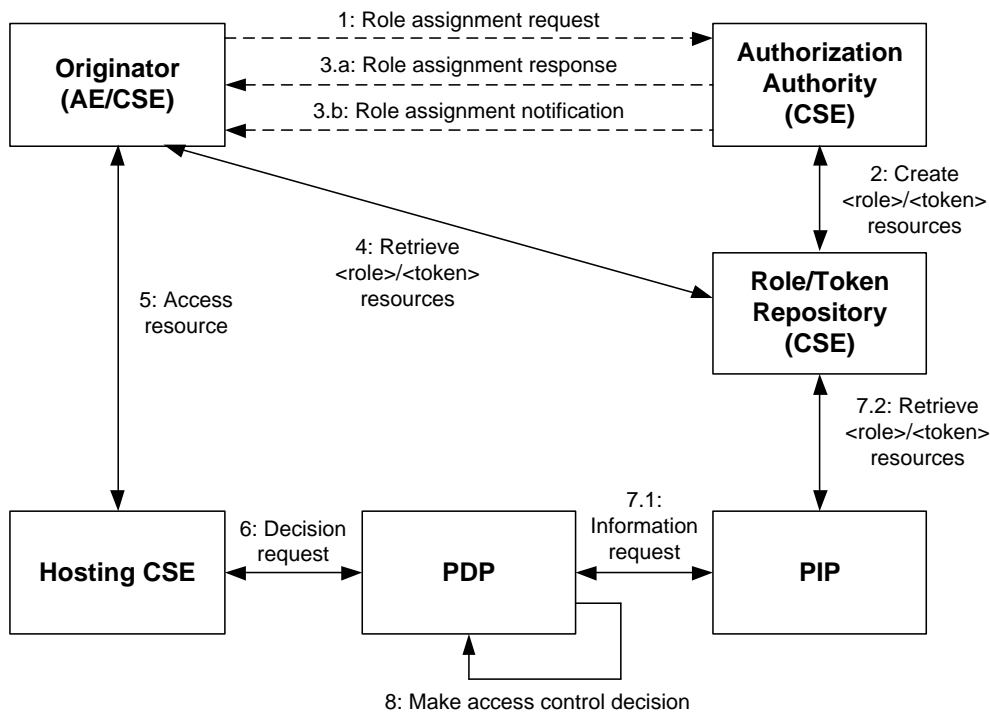 1: Role assignment request
Originator
(AE/CSE)
3.a: Role assignment response
3.b: Role assignment notification
Authorization
Authority
(CSE)
2: Create
<role>/<token>
resources
4: Retrieve
<role>/<token>
resources
Role/Token
Repository
(CSE)
5: Access
resource
7.2: Retrieve
<role>/<token>
resources
Hosting CSE
6: Decision
request
PDP
7.1:
Information
request
PIP
8: Make access control decision